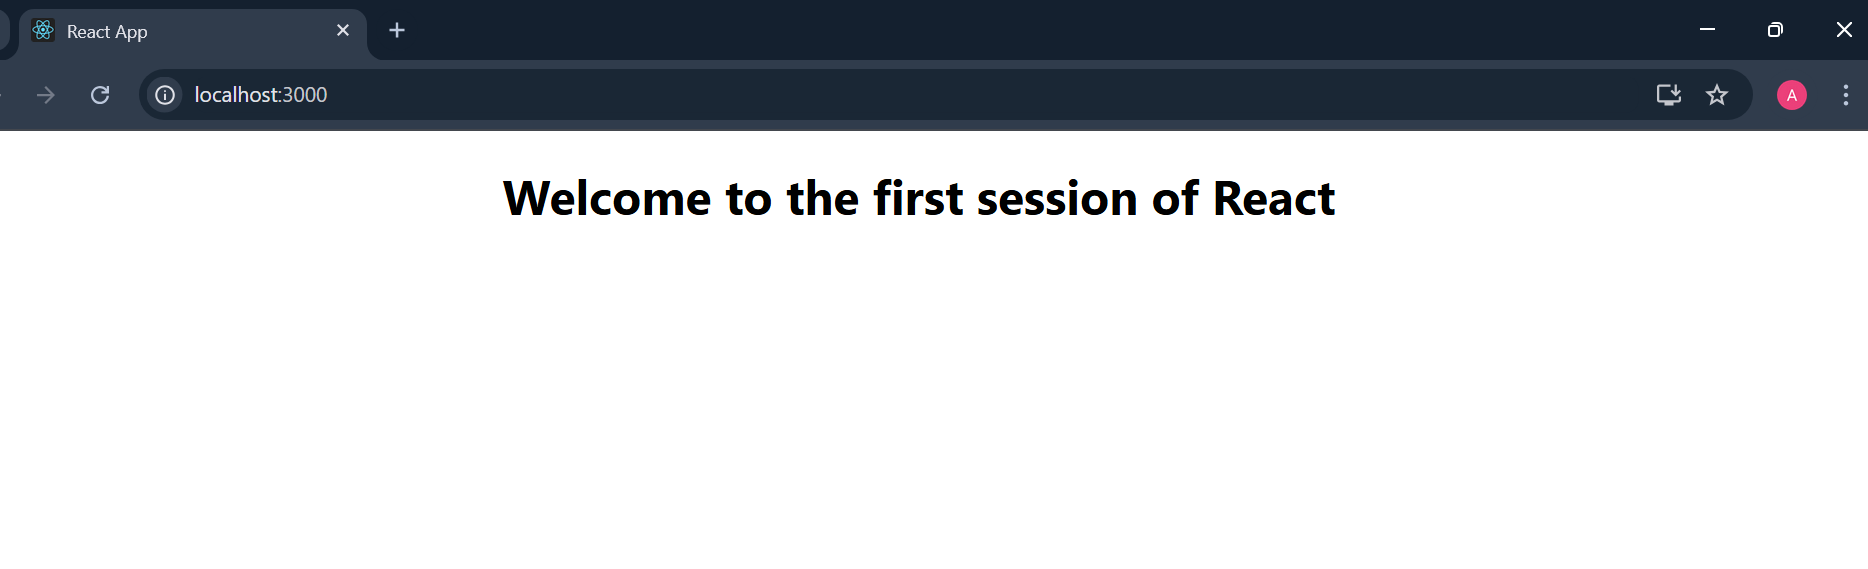 React App
localhost:3000
A
Welcome to the first session of React